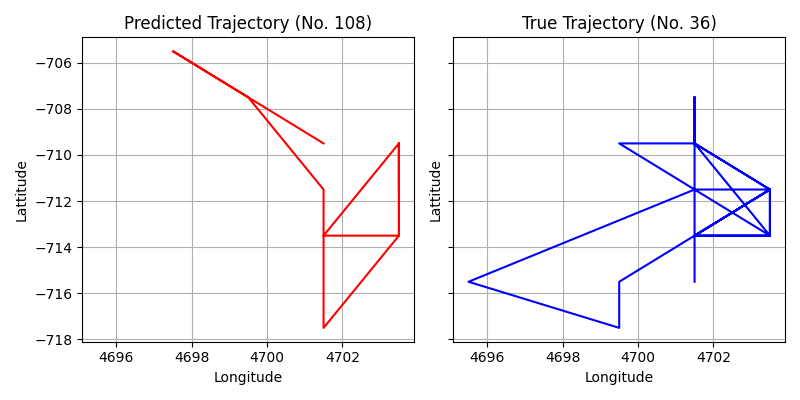 Predicted Trajectory (No. 108)
True Trajectory (No. 36)
−706
−708
−710
−712
−714
−716
−718
Lattitude
Lattitude
4696 4698 4700 4702
4696 4698 4700 4702
Longitude
Longitude